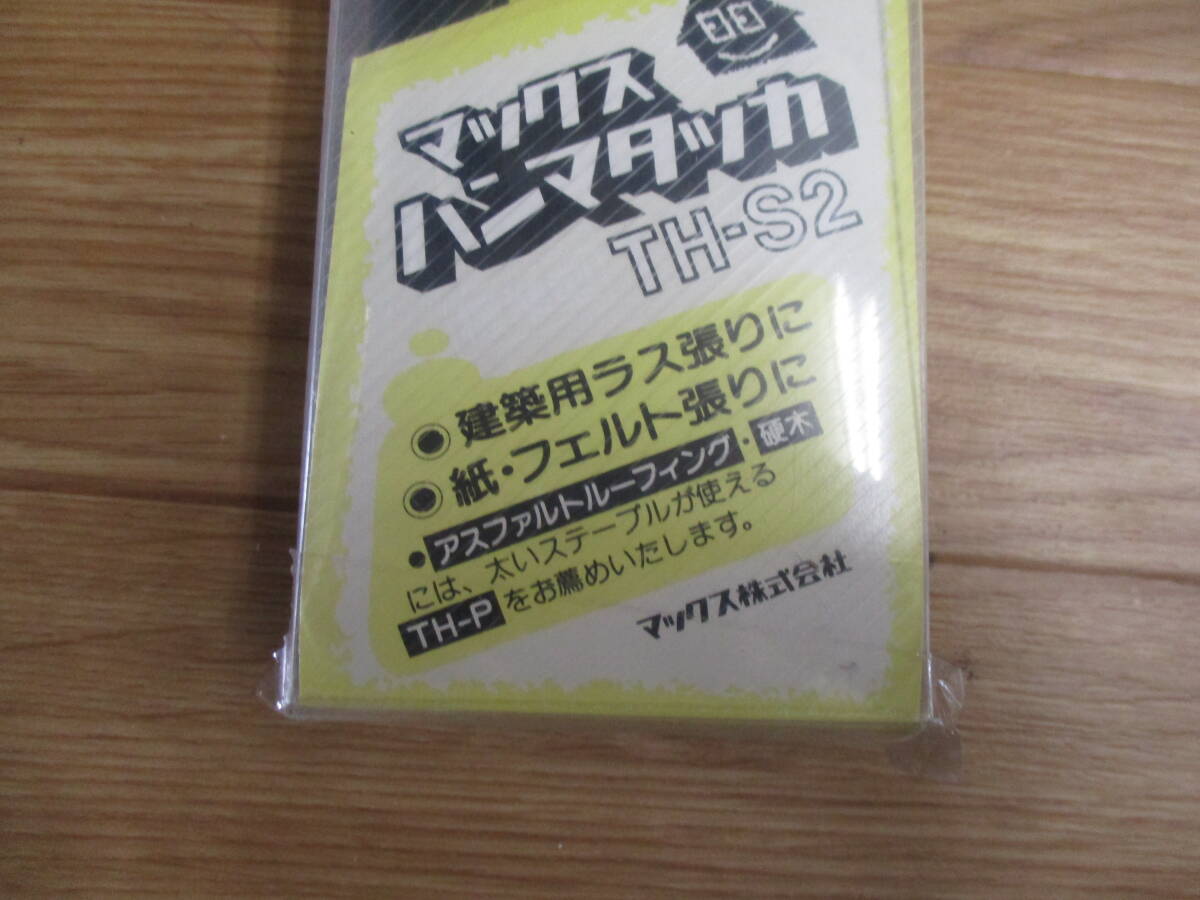 マックス
ハンマタッカ
TH-S2
◉ 建築用ラス張りに
◉ 紙・フェルト張りに
● アスファルトルーフィング・硬木
には、太いステープルが使える
TH-P をお薦めいたします。
マックス株式会社